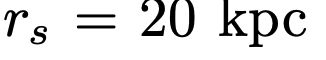 r_s = 20 kpc